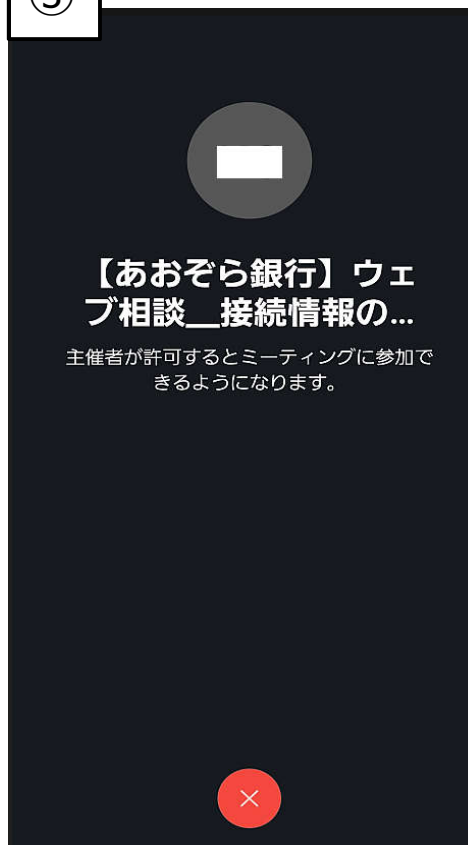 ⑤
【あおぞら銀行】ウェ
ブ相談__接続情報の...
主催者が許可するとミーティングに参加で
きるようになります。